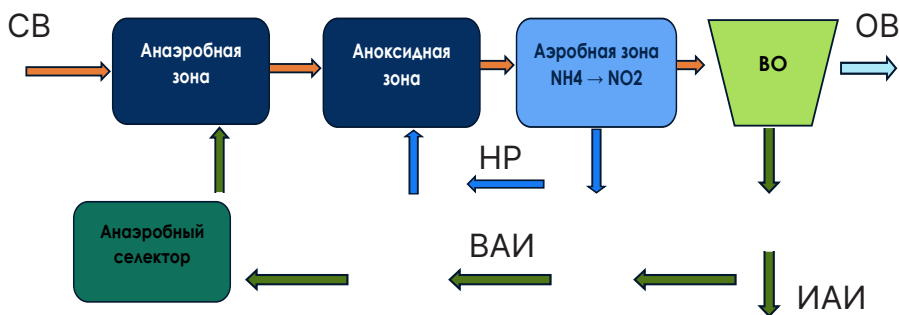 СВ
Анаэробная
зона
Аноксидная
зона
Аэробная зона
NH4 → NO2
ВО
ОВ
НР
Анаэробный
селектор
ВАИ
ИАИ